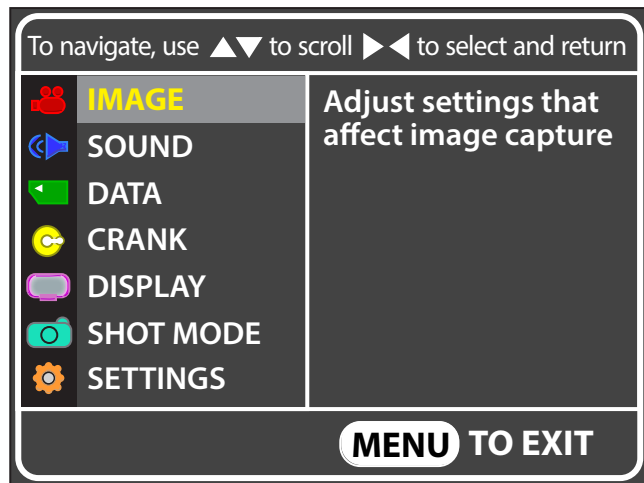 To navigate, use ▲▼ to scroll ▶◀ to select and return
IMAGE
SOUND
DATA
CRANK
DISPLAY
SHOT MODE
SETTINGS
Adjust settings that
affect image capture
MENU TO EXIT